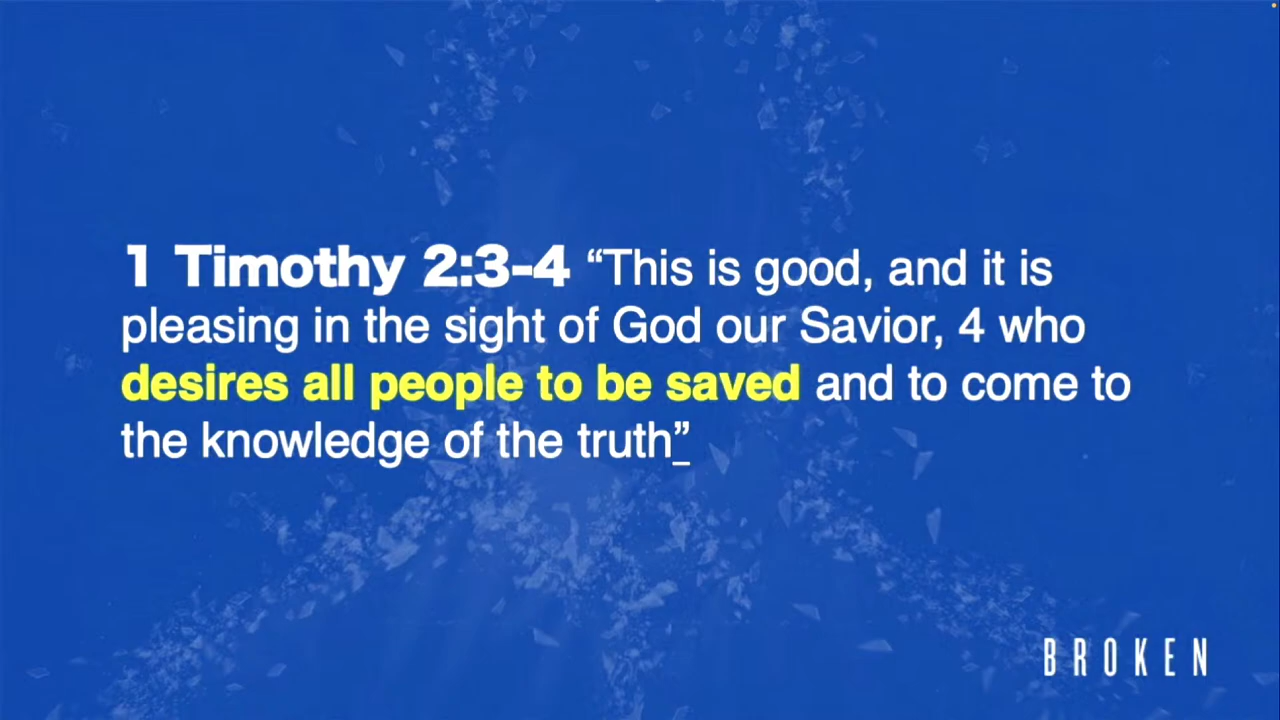 1 Timothy 2:3-4 “This is good, and it is
pleasing in the sight of God our Savior, 4 who
desires all people to be saved and to come to
the knowledge of the truth”
BROKEN